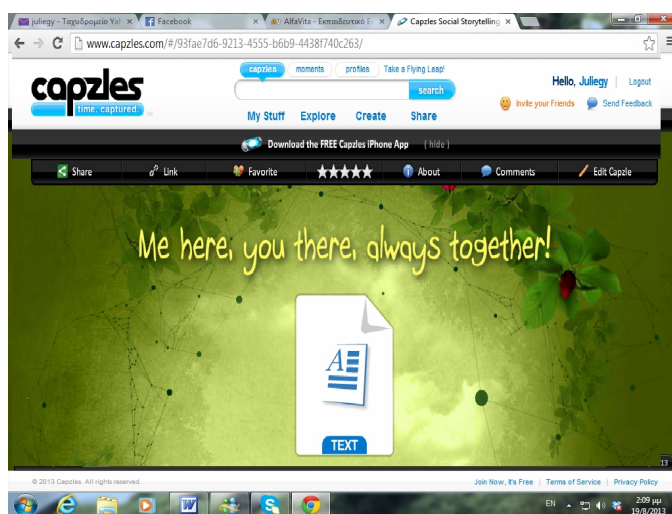 juliegy - Ταχυδρομείο Yah
Facebook
AlfaVita - Εκπαιδευτικό Ε
Capzles Social Storytelling
www.capzles.com/#/93fae7d6-9213-4555-b6b9-4438f740c263/
capzles
time. captured.
capzles moments profiles Take a Flying Leap!
search
My Stuff Explore Create Share
Hello, Juliegy Logout
Invite your Friends Send Feedback
Download the FREE Capzles iPhone App ( hide )
Share Link Favorite About Comments Edit Capzle
Me here, you there, always together!
A
TEXT
13
© 2013 Capzles. All rights reserved.
Join Now, It's Free | Terms of Service | Privacy Policy
EN
2:09 μμ
19/8/2013